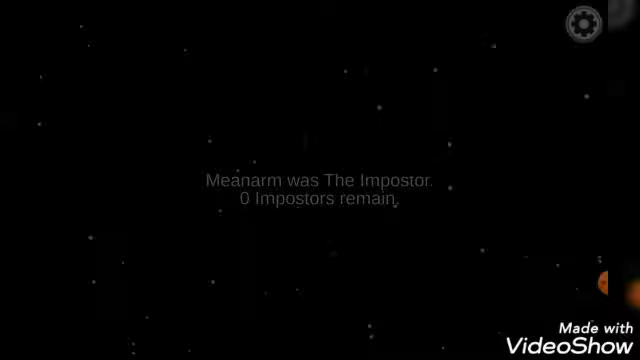 Meanarm was The Impostor.
0 Impostors remain.
Made with
VideoShow